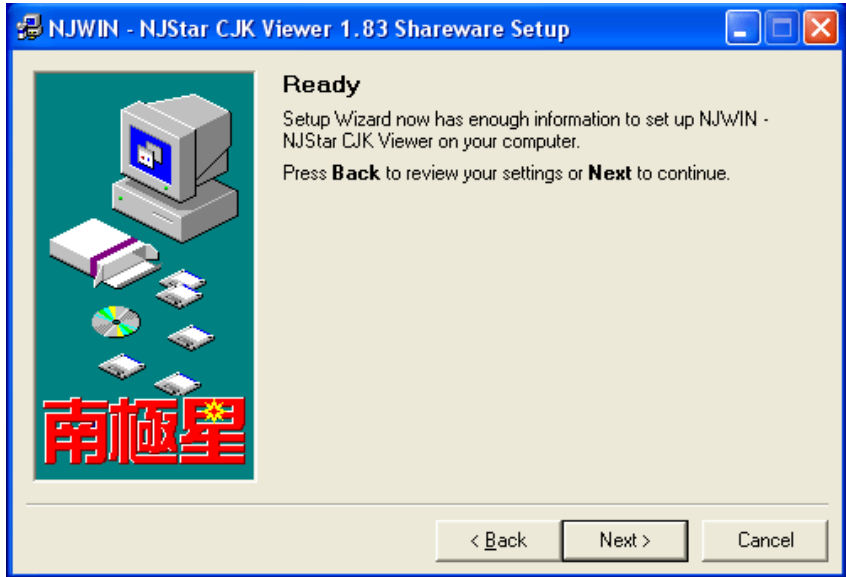 NJWIN - NJStar CJK Viewer 1.83 Shareware Setup
Ready
Setup Wizard now has enough information to set up NJWIN -
NJStar CJK Viewer on your computer.
Press Back to review your settings or Next to continue.
南極星
< Back
Next >
Cancel